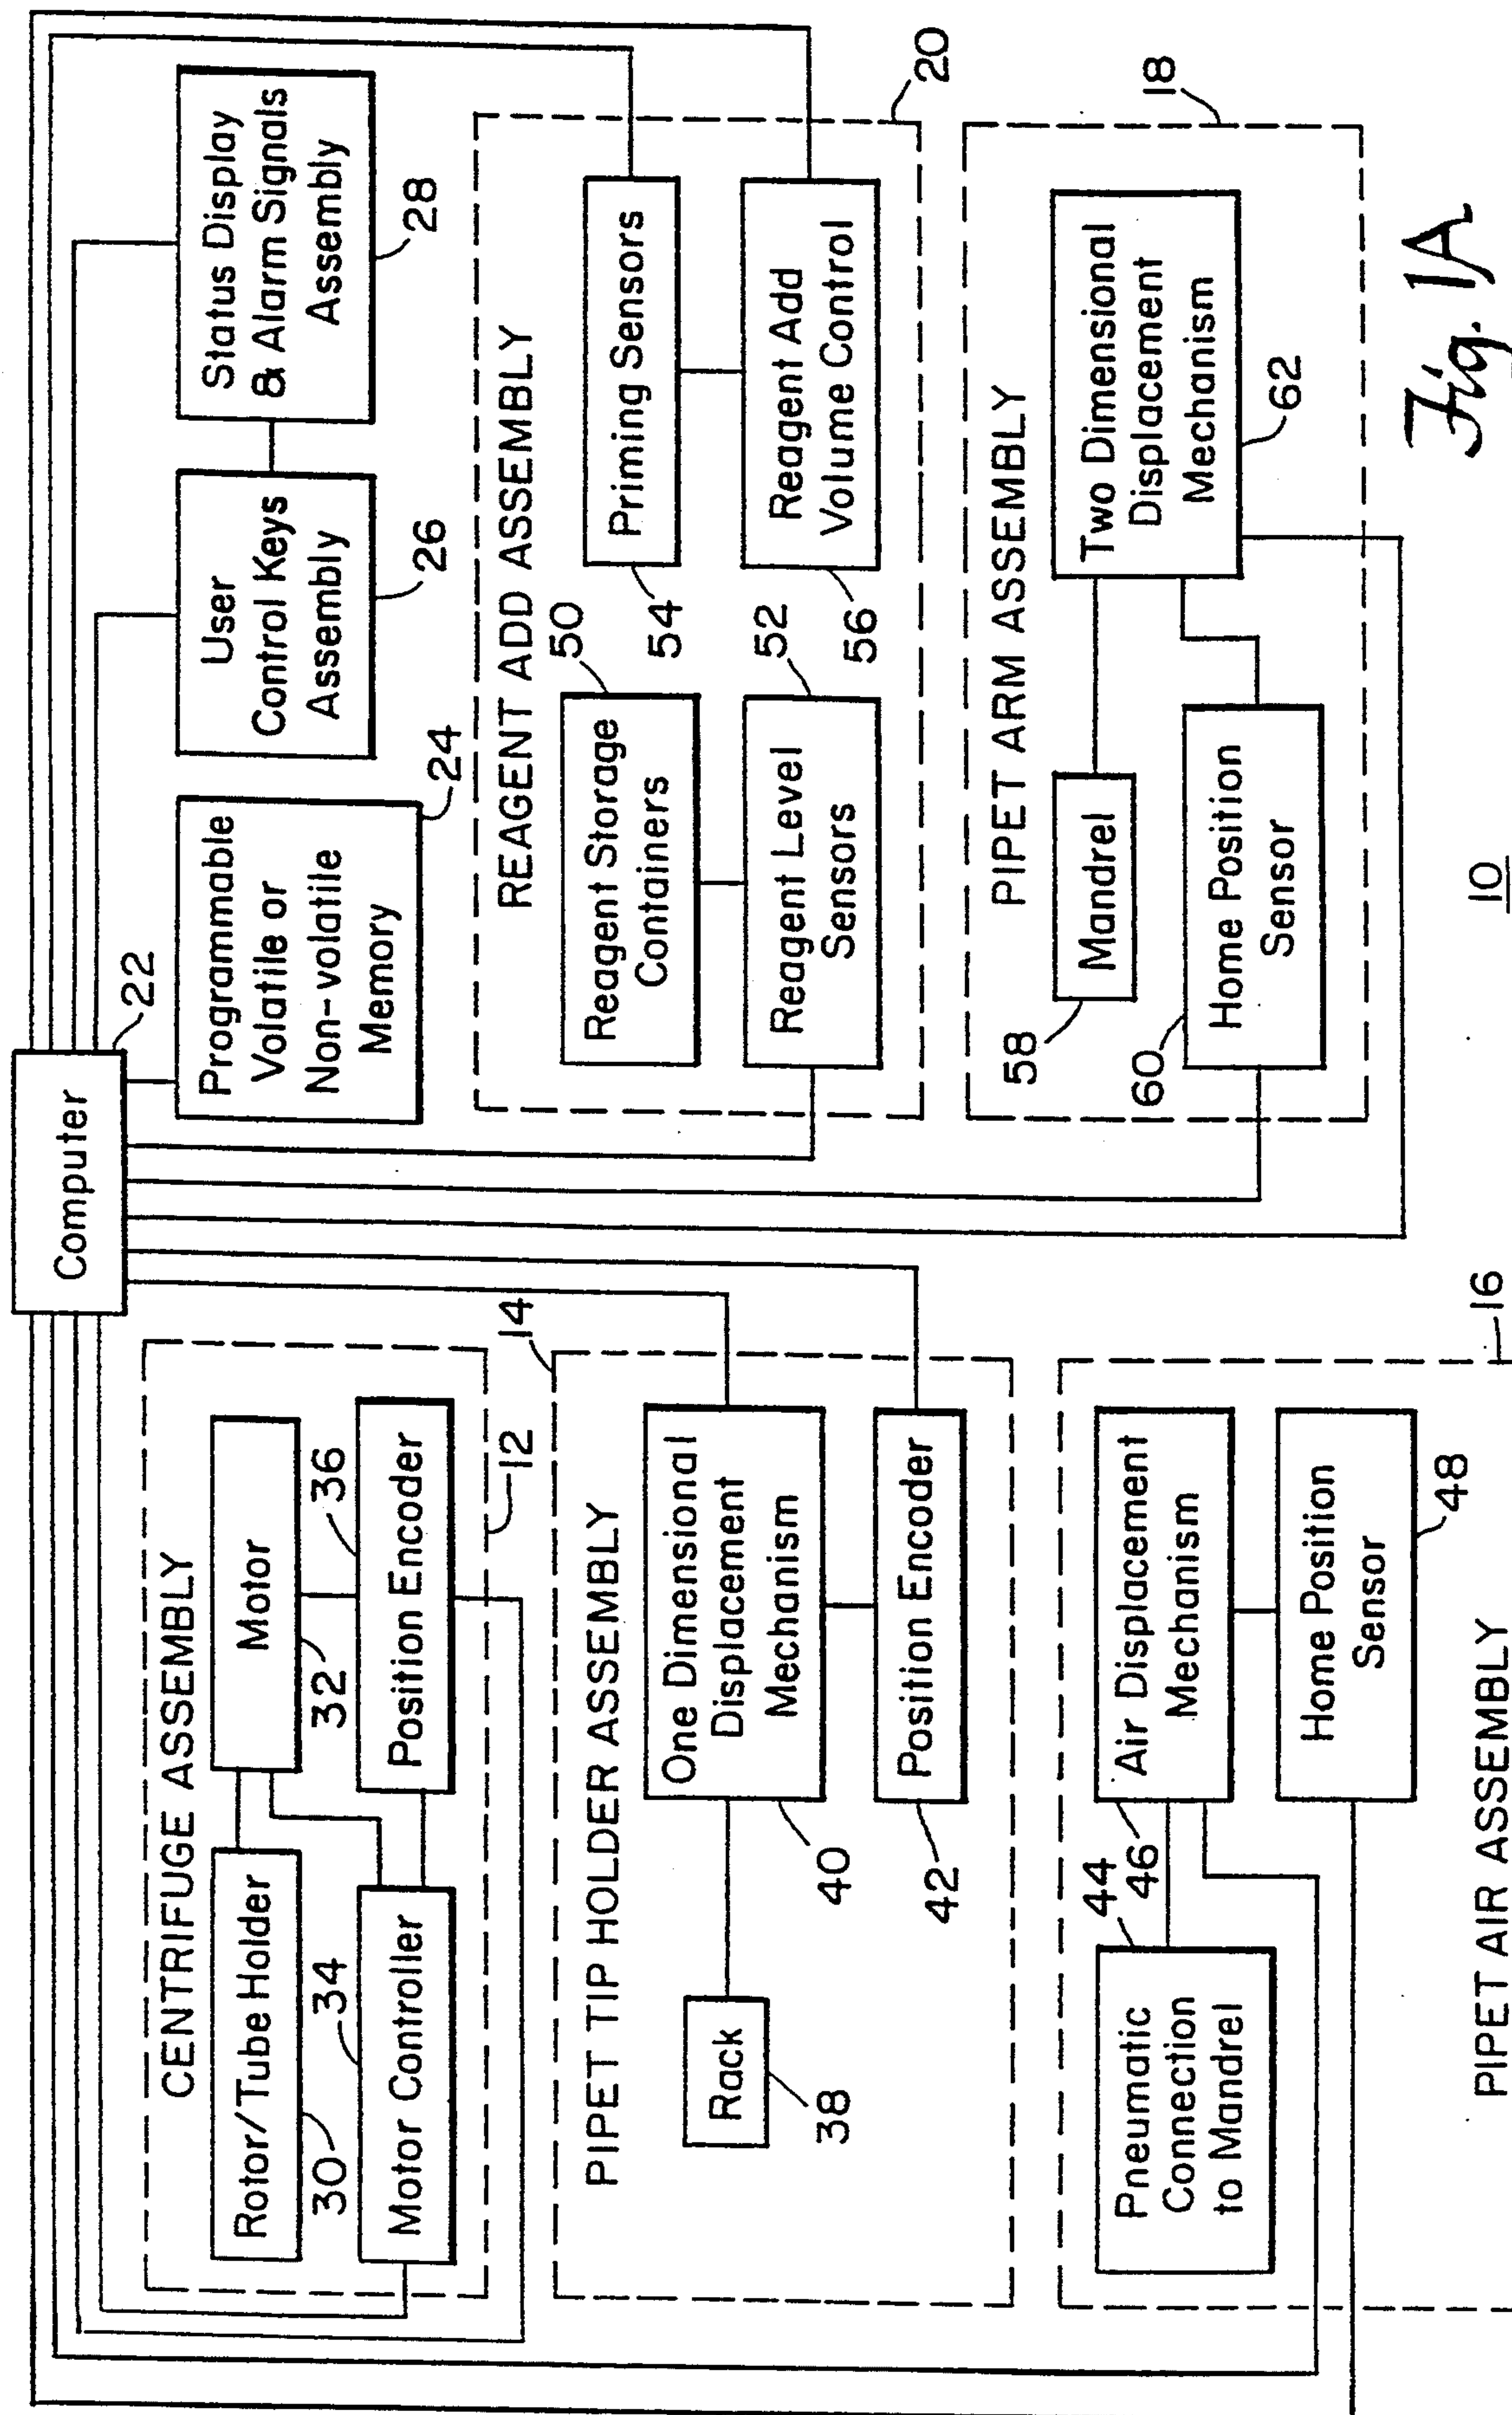 Computer
22
CENTRIFUGE ASSEMBLY
Rotor/Tube Holder
30
Motor
32
34
Motor Controller
36
Position Encoder
12
PIPET TIP HOLDER ASSEMBLY
14
Rack
38
One Dimensional
Displacement
Mechanism
40
Position Encoder
42
44
Pneumatic
Connection
to Mandrel
46
Air Displacement
Mechanism
Home Position
Sensor
48
16
PIPET AIR ASSEMBLY
Programmable
Volatile or
Non-volatile
Memory
24
User
Control Keys
Assembly
26
Status Display
& Alarm Signals
Assembly
28
REAGENT ADD ASSEMBLY
50
Reagent Storage
Containers
52
Reagent Level
Sensors
Priming Sensors
54
Reagent Add
Volume Control
56
20
PIPET ARM ASSEMBLY
18
Mandrel
58
60
Home Position
Sensor
Two Dimensional
Displacement
Mechanism
62
10
Fig. 1A